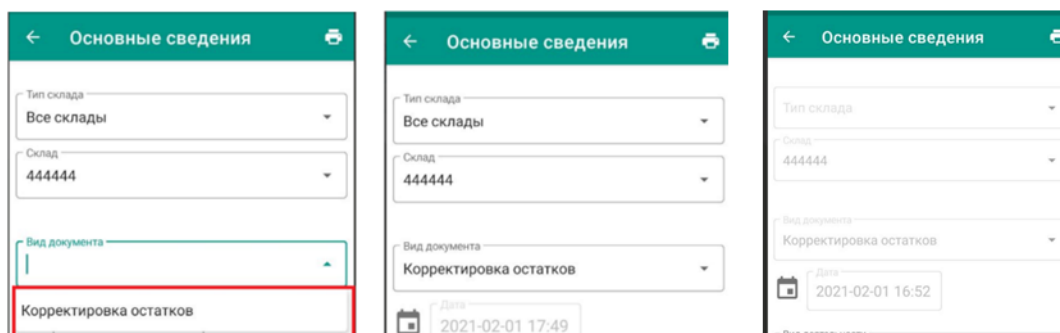 Основные сведения
Тип склада
Все склады
Склад
444444
Вид документа
Корректировка остатков
Основные сведения
Тип склада
Все склады
Склад
444444
Вид документа
Корректировка остатков
Дата
2021-02-01 17:49
Основные сведения
Тип склада
Склад
444444
Вид документа
Корректировка остатков
Дата
2021-02-01 16:52